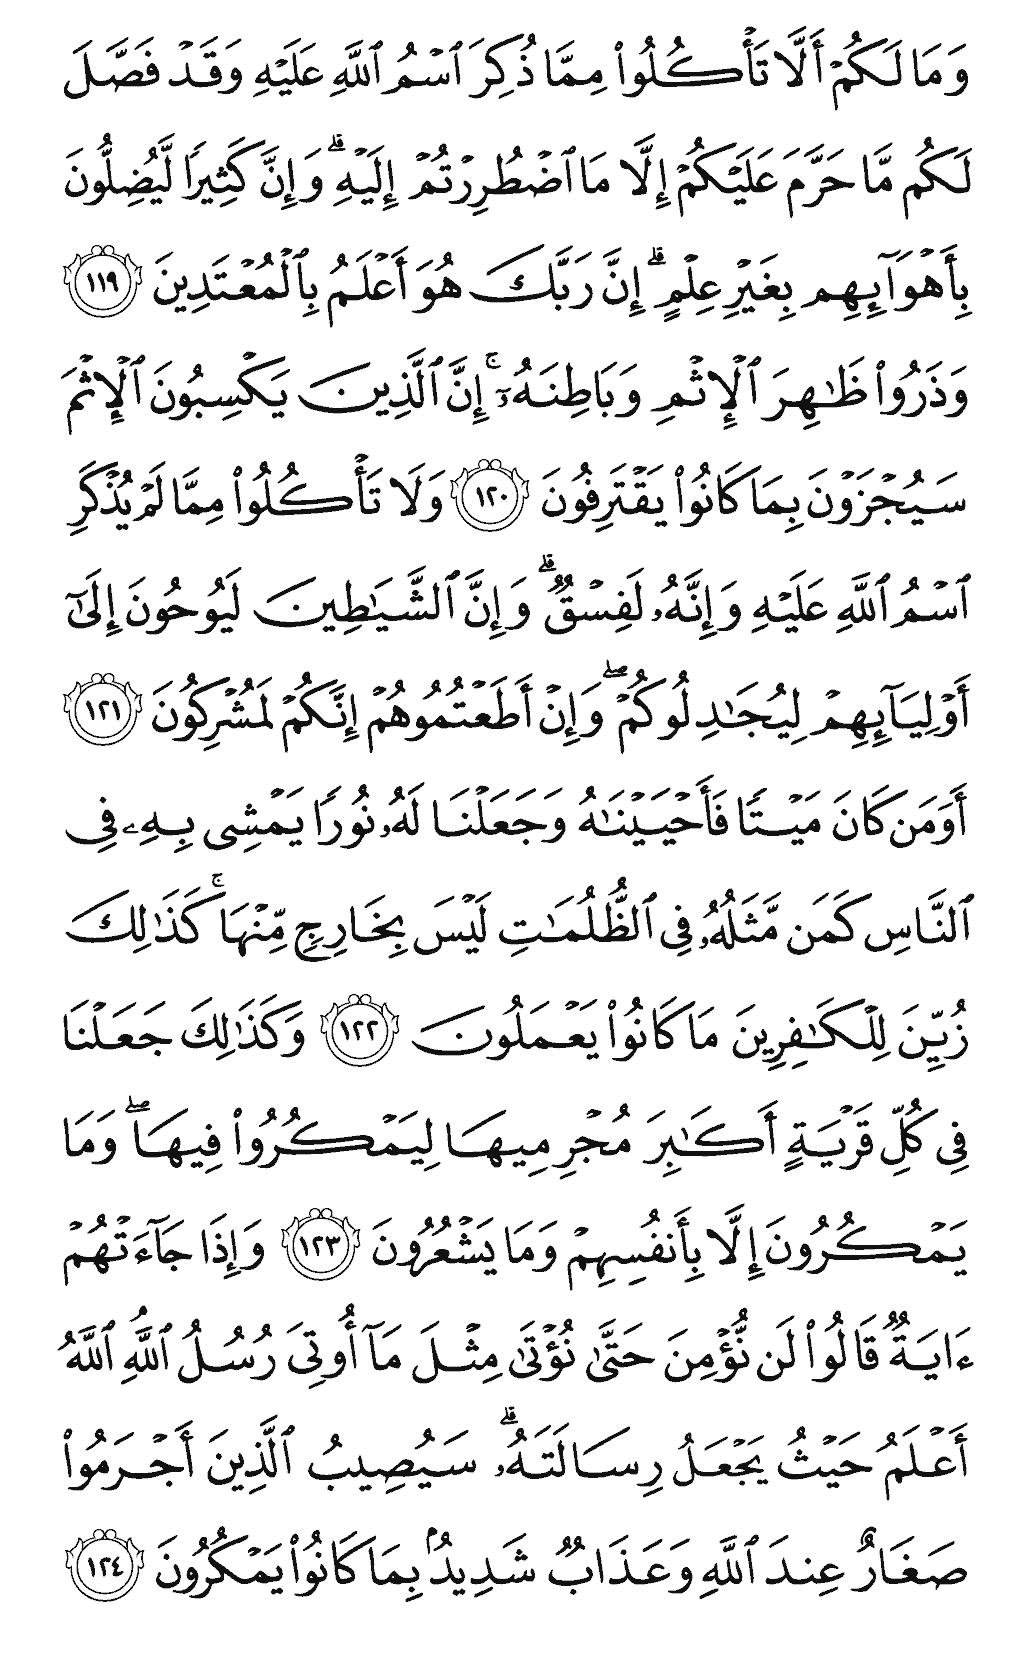 وَمَا لَكُمْ أَلَّا تَأْكُلُوا۟ مِمَّا ذُكِرَ ٱسْمُ ٱللَّهِ عَلَيْهِ وَقَدْ فَصَّلَ
لَكُم مَّا حَرَّمَ عَلَيْكُمْ إِلَّا مَا ٱضْطُرِرْتُمْ إِلَيْهِ ۗ وَإِنَّ كَثِيرًا لَّيُضِلُّونَ
بِأَهْوَآئِهِم بِغَيْرِ عِلْمٍ ۗ إِنَّ رَبَّكَ هُوَ أَعْلَمُ بِٱلْمُعْتَدِينَ ١١٩
وَذَرُوا۟ ظَـٰهِرَ ٱلْإِثْمِ وَبَاطِنَهُۥٓ ۚ إِنَّ ٱلَّذِينَ يَكْسِبُونَ ٱلْإِثْمَ
سَيُجْزَوْنَ بِمَا كَانُوا۟ يَقْتَرِفُونَ ١٢٠ وَلَا تَأْكُلُوا۟ مِمَّا لَمْ يُذْكَرِ
ٱسْمُ ٱللَّهِ عَلَيْهِ وَإِنَّهُۥ لَفِسْقٌ ۗ وَإِنَّ ٱلشَّيَـٰطِينَ لَيُوحُونَ إِلَىٰٓ
أَوْلِيَآئِهِمْ لِيُجَـٰدِلُوكُمْ ۖ وَإِنْ أَطَعْتُمُوهُمْ إِنَّكُمْ لَمُشْرِكُونَ ١٢١
أَوَمَن كَانَ مَيْتًا فَأَحْيَيْنَـٰهُ وَجَعَلْنَا لَهُۥ نُورًا يَمْشِى بِهِۦ فِى
ٱلنَّاسِ كَمَن مَّثَلُهُۥ فِى ٱلظُّلُمَـٰتِ لَيْسَ بِخَارِجٍ مِّنْهَا ۚ كَذَٰلِكَ
زُيِّنَ لِلْكَـٰفِرِينَ مَا كَانُوا۟ يَعْمَلُونَ ١٢٢ وَكَذَٰلِكَ جَعَلْنَا
فِى كُلِّ قَرْيَةٍ أَكَـٰبِرَ مُجْرِمِيهَا لِيَمْكُرُوا۟ فِيهَا ۖ وَمَا
يَمْكُرُونَ إِلَّا بِأَنفُسِهِمْ وَمَا يَشْعُرُونَ ١٢٣ وَإِذَا جَآءَتْهُمْ
ءَايَةٌ قَالُوا۟ لَن نُّؤْمِنَ حَتَّىٰ نُؤْتَىٰ مِثْلَ مَآ أُوتِىَ رُسُلُ ٱللَّهِ ۘ ٱللَّهُ
أَعْلَمُ حَيْثُ يَجْعَلُ رِسَالَتَهُۥ ۗ سَيُصِيبُ ٱلَّذِينَ أَجْرَمُوا۟
صَغَارٌ عِندَ ٱللَّهِ وَعَذَابٌ شَدِيدٌۢ بِمَا كَانُوا۟ يَمْكُرُونَ ١٢٤